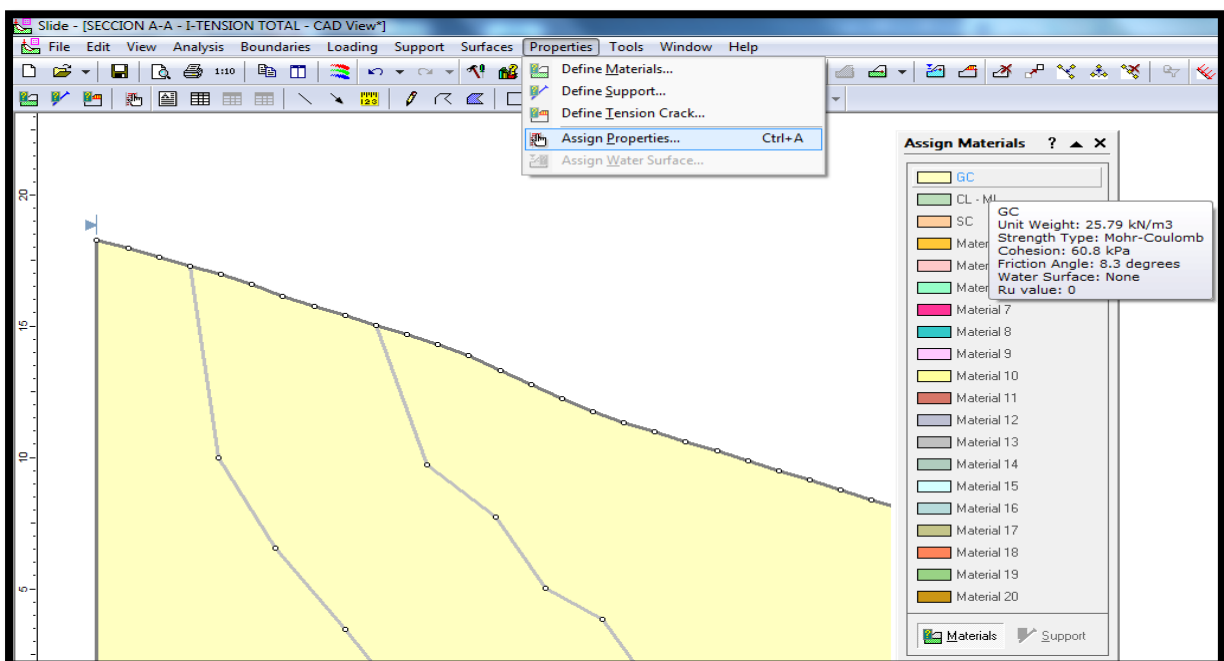 Slide - [SECCION A-A - I-TENSION TOTAL - CAD View*]
File Edit View Analysis Boundaries Loading Support Surfaces Properties Tools Window Help
1:10
Define Materials...
Define Support...
Define Tension Crack...
Assign Properties... Ctrl+A
Assign Water Surface...
Assign Materials ?
GC
CL - ML
SC
GC
Unit Weight: 25.79 kN/m3
Strength Type: Mohr-Coulomb
Cohesion: 60.8 kPa
Friction Angle: 8.3 degrees
Water Surface: None
Ru value: 0
Mater
Mater
Mater
Material 7
Material 8
Material 9
Material 10
Material 11
Material 12
Material 13
Material 14
Material 15
Material 16
Material 17
Material 18
Material 19
Material 20
Materials Support
20
15
10
5